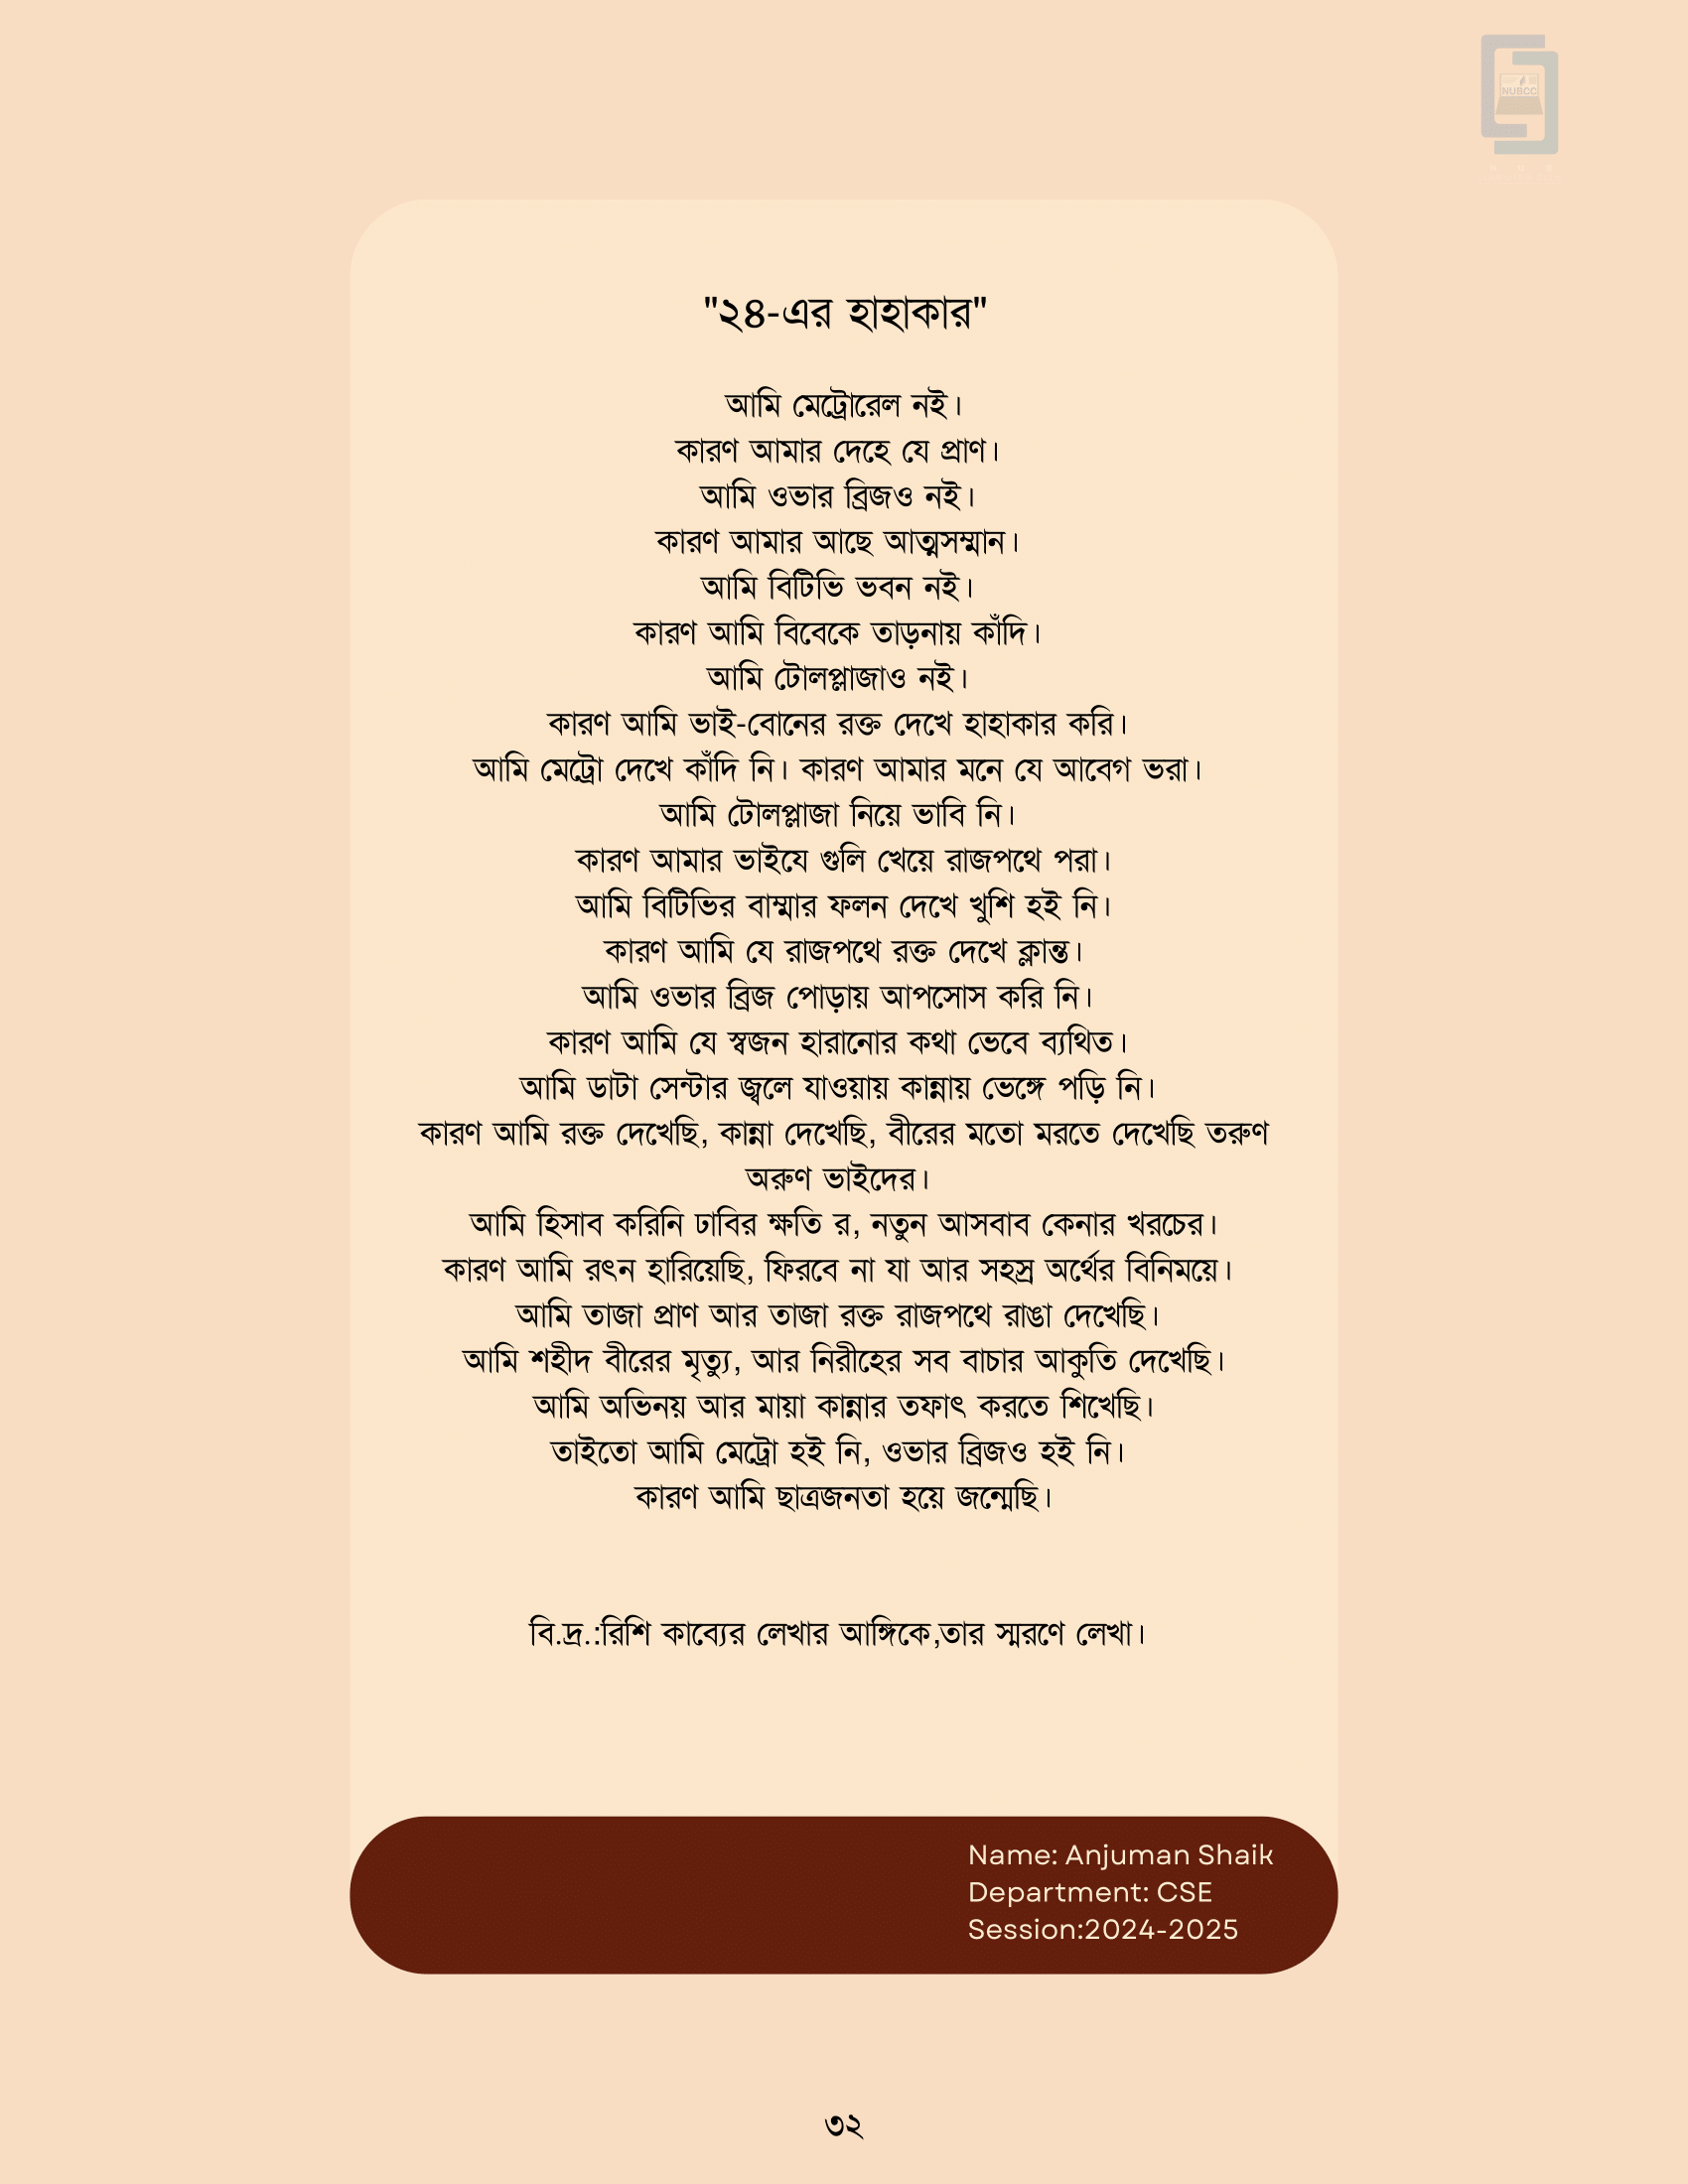 NUBCC
"২৪-এর হাহাকার"
আমি মেট্রোরেল নই।
কারণ আমার দেহে যে প্রাণ।
আমি ওভার ব্রিজও নই।
কারণ আমার আছে আত্মসম্মান।
আমি বিটিভি ভবন নই।
কারণ আমি বিবেকে তাড়নায় কাঁদি।
আমি টোলপ্লাজাও নই।
কারণ আমি ভাই-বোনের রক্ত দেখে হাহাকার করি।
আমি মেট্রো দেখে কাঁদি নি। কারণ আমার মনে যে আবেগ ভরা।
আমি টোলপ্লাজা নিয়ে ভাবি নি।
কারণ আমার ভাইযে গুলি খেয়ে রাজপথে পরা।
আমি বিটিভির বাম্মার ফলন দেখে খুশি হই নি।
কারণ আমি যে রাজপথে রক্ত দেখে ক্লান্ত।
আমি ওভার ব্রিজ পোড়ায় আপসোস করি নি।
কারণ আমি যে স্বজন হারানোর কথা ভেবে ব্যথিত।
আমি ডাটা সেন্টার জ্বলে যাওয়ায় কান্নায় ভেঙ্গে পড়ি নি।
কারণ আমি রক্ত দেখেছি, কান্না দেখেছি, বীরের মতো মরতে দেখেছি তরুণ
অরুণ ভাইদের।
আমি হিসাব করিনি ঢাবির ক্ষতি র, নতুন আসবাব কেনার খরচের।
কারণ আমি রৎন হারিয়েছি, ফিরবে না যা আর সহস্র অর্থের বিনিময়ে।
আমি তাজা প্রাণ আর তাজা রক্ত রাজপথে রাঙা দেখেছি।
আমি শহীদ বীরের মৃত্যু, আর নিরীহের সব বাচার আকুতি দেখেছি।
আমি অভিনয় আর মায়া কান্নার তফাৎ করতে শিখেছি।
তাইতো আমি মেট্রো হই নি, ওভার ব্রিজও হই নি।
কারণ আমি ছাত্রজনতা হয়ে জন্মেছি।
বি.দ্র.:রিশি কাব্যের লেখার আঙ্গিকে,তার স্মরণে লেখা।
Name: Anjuman Shaik
Department: CSE
Session:2024-2025
৩২